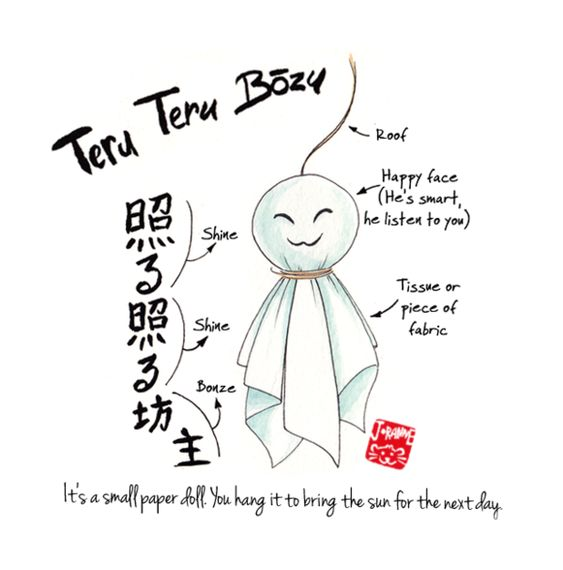 Teru Teru Bōzu
Roof
Happy face
(He's smart,
he listen to you)
照る照る坊主
Shine
Shine
Bonze
Tissue or
piece of
fabric
It's a small paper doll. You hang it to bring the sun for the next day.